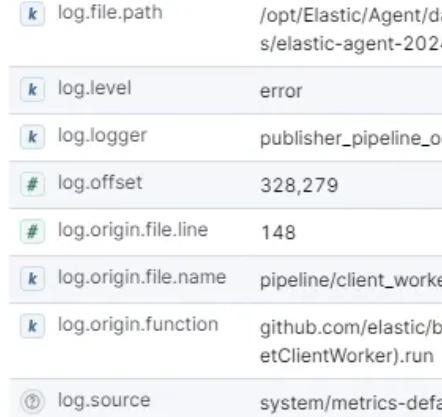 k log.file.path /opt/Elastic/Agent/da
s/elastic-agent-2024
k log.level error
k log.logger publisher_pipeline_o
# log.offset 328,279
# log.origin.file.line 148
k log.origin.file.name pipeline/client_worke
k log.origin.function github.com/elastic/b
etClientWorker).run
? log.source system/metrics-defa